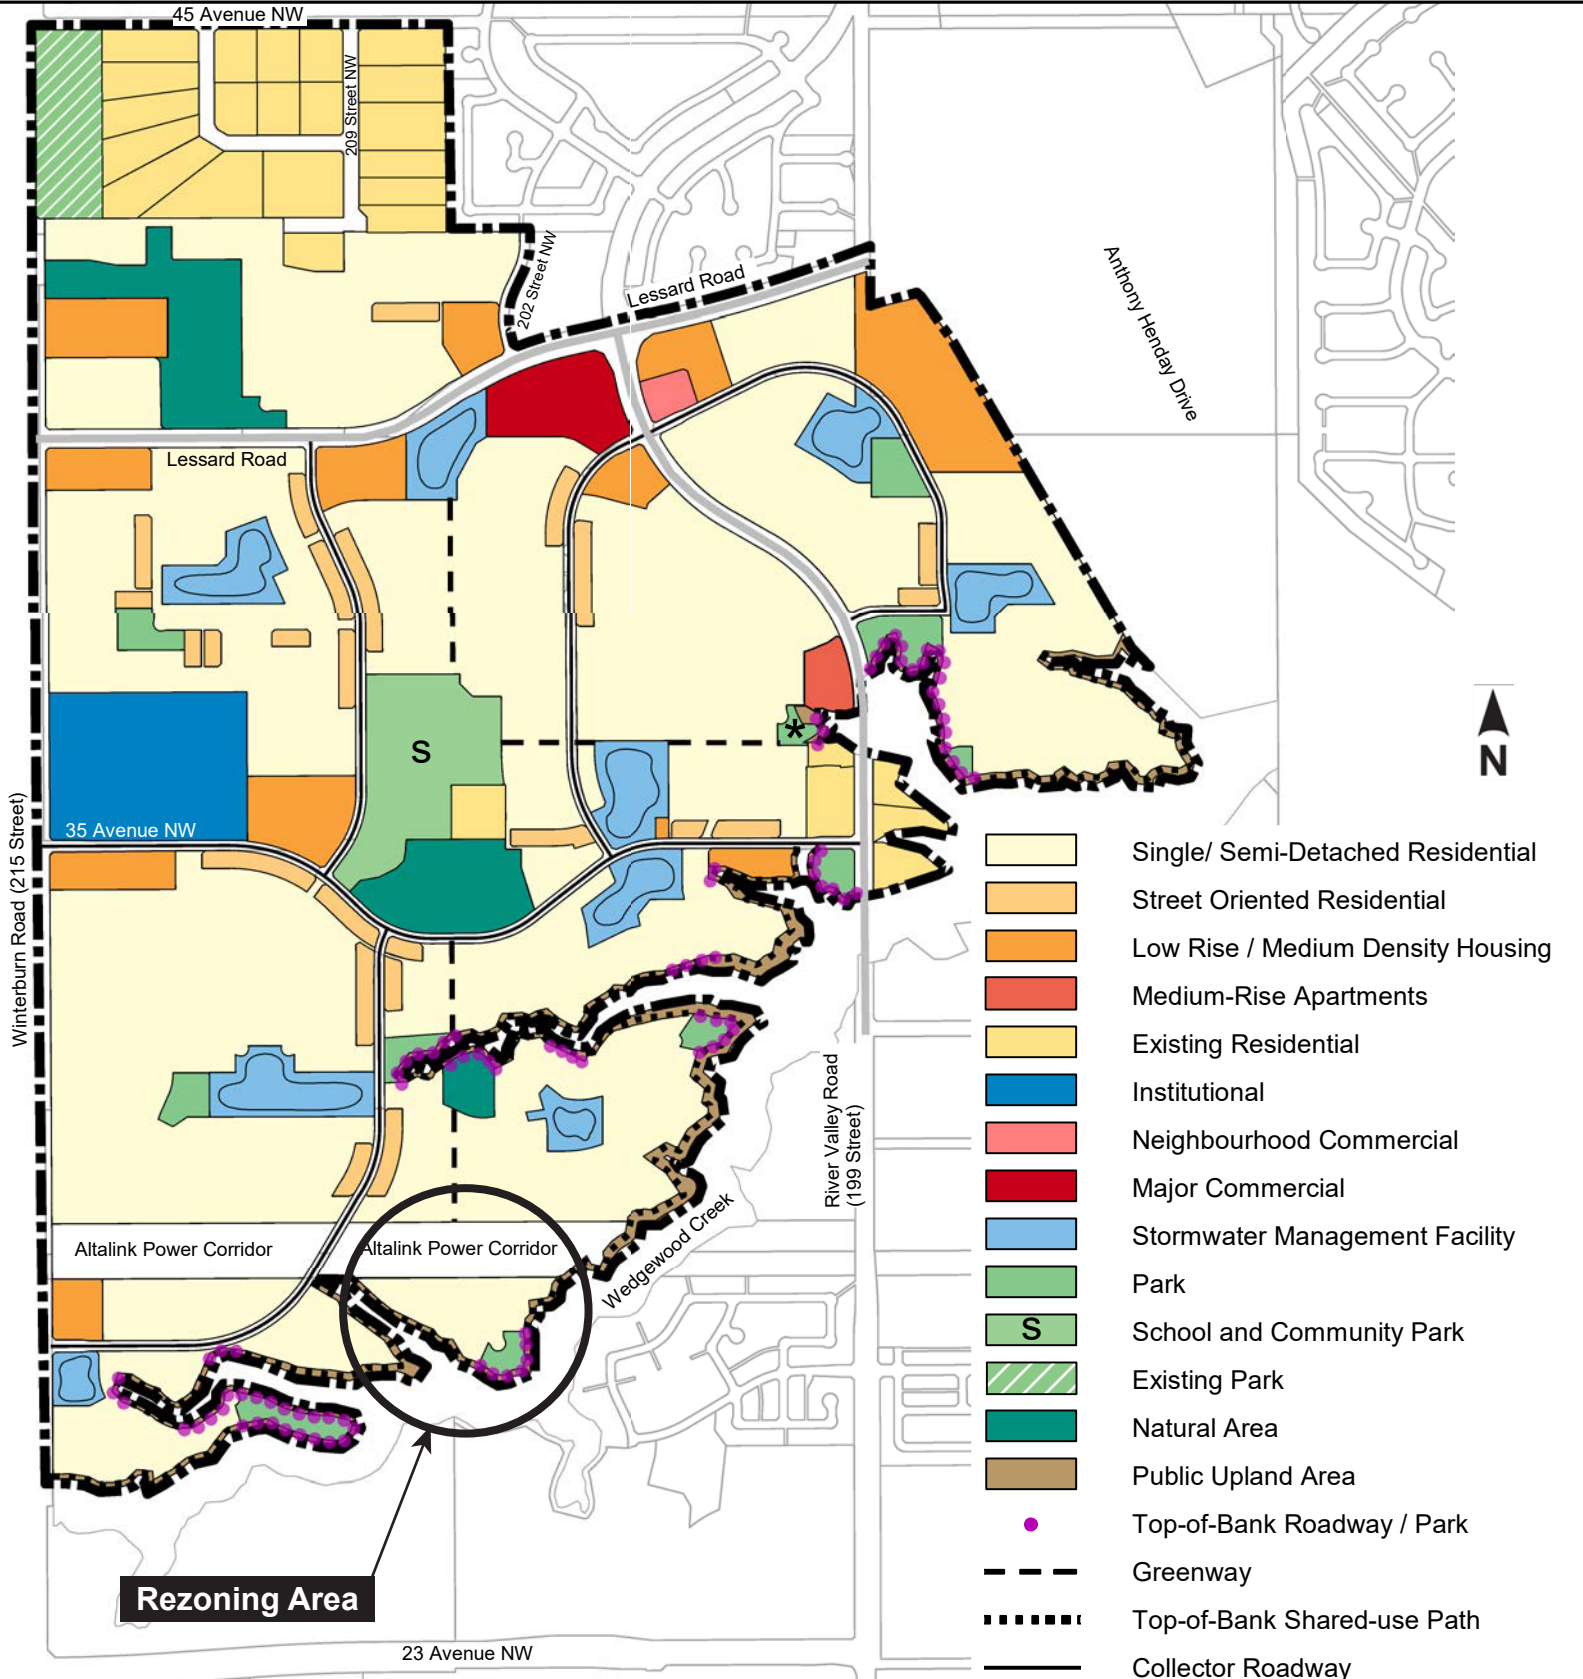 45 Avenue NW
209 Street NW
202 Street NW
Lessard Road
Anthony Henday Drive
Lessard Road
S
*
N
35 Avenue NW
Winterburn Road (215 Street)
River Valley Road
(199 Street)
Wedgewood Creek
Altalink Power Corridor
Altalink Power Corridor
Rezoning Area
23 Avenue NW
Single/ Semi-Detached Residential
Street Oriented Residential
Low Rise / Medium Density Housing
Medium-Rise Apartments
Existing Residential
Institutional
Neighbourhood Commercial
Major Commercial
Stormwater Management Facility
Park
S School and Community Park
Existing Park
Natural Area
Public Upland Area
Top-of-Bank Roadway / Park
Greenway
Top-of-Bank Shared-use Path
Collector Roadway